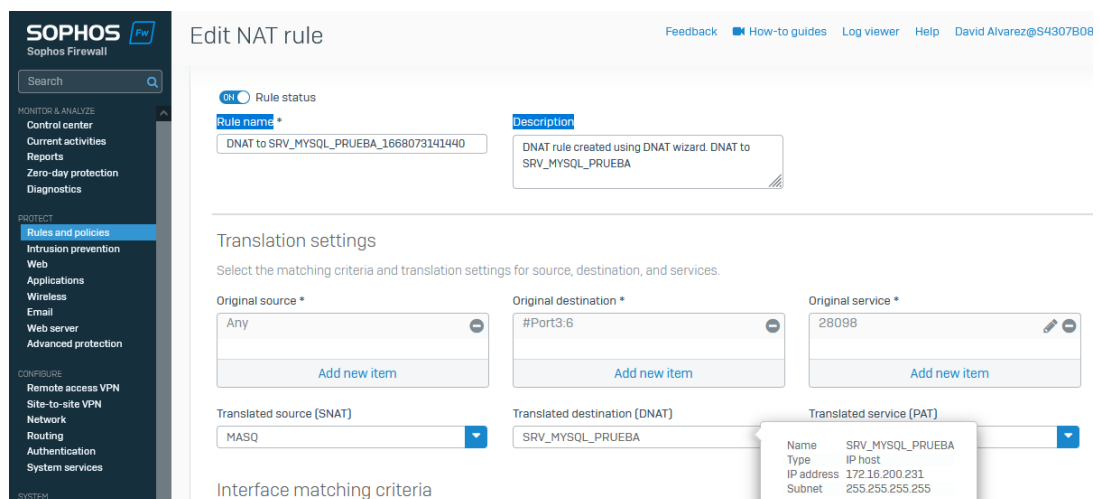 SOPHOS Fw
Sophos Firewall
Search
MONITOR & ANALYZE
Control center
Current activities
Reports
Zero-day protection
Diagnostics
PROTECT
Rules and policies
Intrusion prevention
Web
Applications
Wireless
Email
Web server
Advanced protection
CONFIGURE
Remote access VPN
Site-to-site VPN
Network
Routing
Authentication
System services
SYSTEM
Edit NAT rule
Feedback How-to guides Log viewer Help David Alvarez@S4307B08
ON Rule status
Rule name * Description
DNAT to SRV_MYSQL_PRUEBA_1668073141440
DNAT rule created using DNAT wizard. DNAT to
SRV_MYSQL_PRUEBA
Translation settings
Select the matching criteria and translation settings for source, destination, and services.
Original source * Original destination * Original service *
Any #Port3:6 28098
Add new item Add new item Add new item
Translated source (SNAT) Translated destination (DNAT) Translated service (PAT)
MASQ SRV_MYSQL_PRUEBA
Name SRV_MYSQL_PRUEBA
Type IP host
IP address 172.16.200.231
Subnet 255.255.255.255
Interface matching criteria